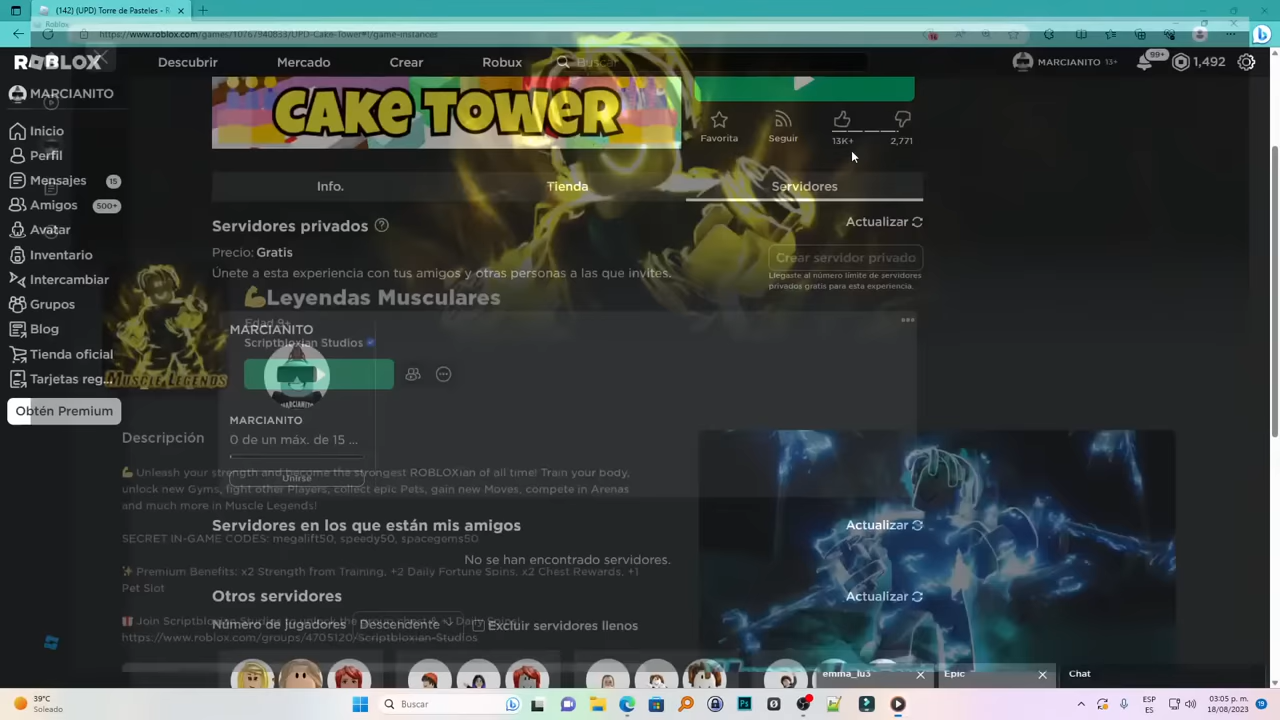 (142) (UPD) Torre de Pasteles -
https://www.roblox.com/games/10767940833/UPD-Cake-Tower#!/game-instances
ROBLOX
Descubrir
Mercado
Crear
Robux
Buscar
MARCIANITO 13+
99+
1,492
MARCIANITO
Inicio
Perfil
Mensajes 15
Amigos 500+
Avatar
Inventario
Intercambiar
Grupos
Blog
Tienda oficial
Tarjetas reg...
Obtén Premium
CAKE TOWER
Favorita
Seguir
13K+
2,771
Info.
Tienda
Servidores
Servidores privados
Actualizar
Precio: Gratis
Crear servidor privado
Únete a esta experiencia con tus amigos y otras personas a las que invites.
Llegaste al número límite de servidores
privados gratis para esta experiencia.
💪Leyendas Musculares
Edad 9+
MARCIANITO
Scriptbloxian Studios
MARCIANITO
MUSCLE LEGENDS
MARCIANITO
0 de un máx. de 15 ...
Unirse
Descripción
💪 Unleash your strength and become the strongest ROBLOXian of all time! Train your body,
unlock new Gyms, fight other Players, collect epic Pets, gain new Moves, compete in Arenas
and much more in Muscle Legends!
Servidores en los que están mis amigos
Actualizar
SECRET IN-GAME CODES: megalift50, speedy50, spacegems50
No se han encontrado servidores.
✨ Premium Benefits: x2 Strength from Training, +2 Daily Fortune Spins, x2 Chest Rewards, +1
Pet Slot
Otros servidores
Actualizar
Número de jugadores
Descendente
Excluir servidores llenos
https://www.roblox.com/groups/4705120/Scriptbloxian-Studios
emma_lu3
Epic
Chat
39°C
Soleado
Buscar
ESP
ES
03:05 p. m.
18/08/2023
19